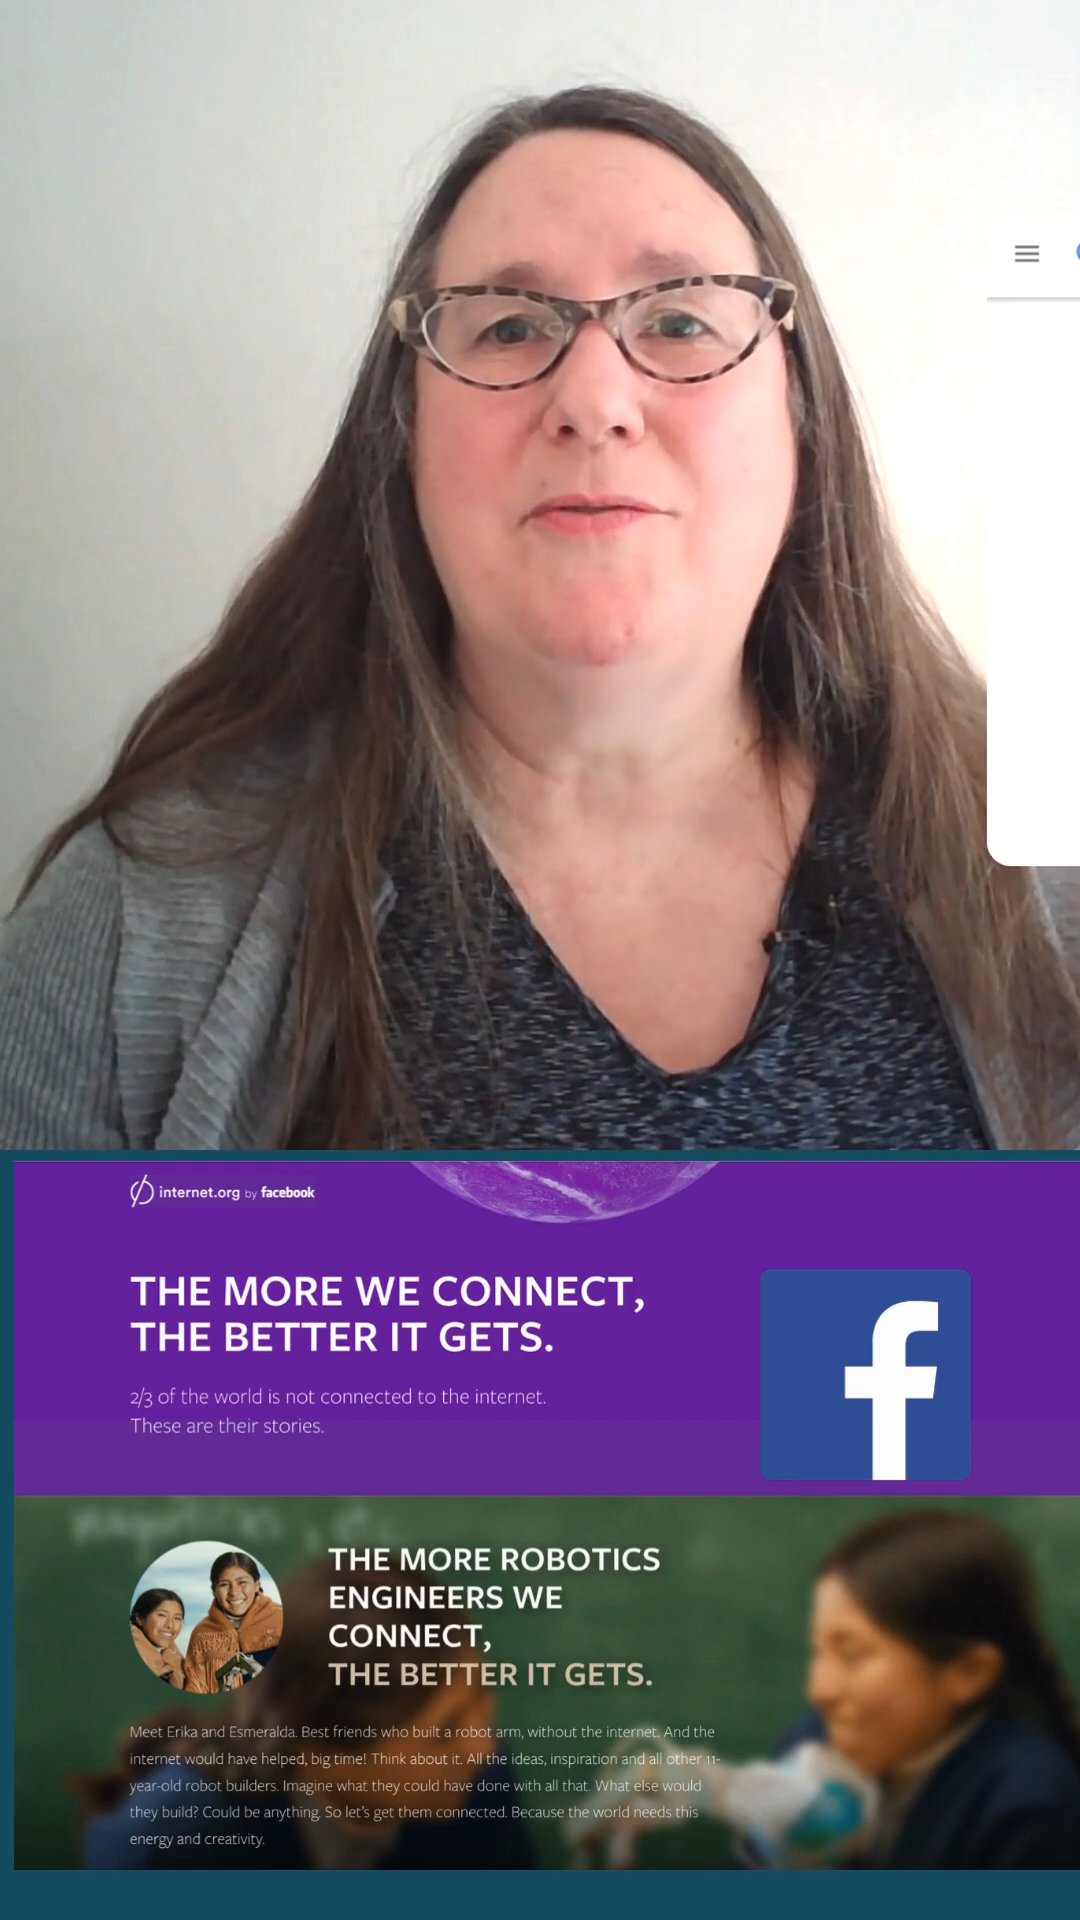 internet.org by facebook
THE MORE WE CONNECT,
THE BETTER IT GETS.
2/3 of the world is not connected to the internet.
These are their stories.
THE MORE ROBOTICS
ENGINEERS WE
CONNECT,
THE BETTER IT GETS.
Meet Erika and Esmeralda. Best friends who built a robot arm, without the internet. And the
internet would have helped, big time! Think about it. All the ideas, inspiration and all other 11-
year-old robot builders. Imagine what they could have done with all that. What else would
they build? Could be anything. So let's get them connected. Because the world needs this
energy and creativity.